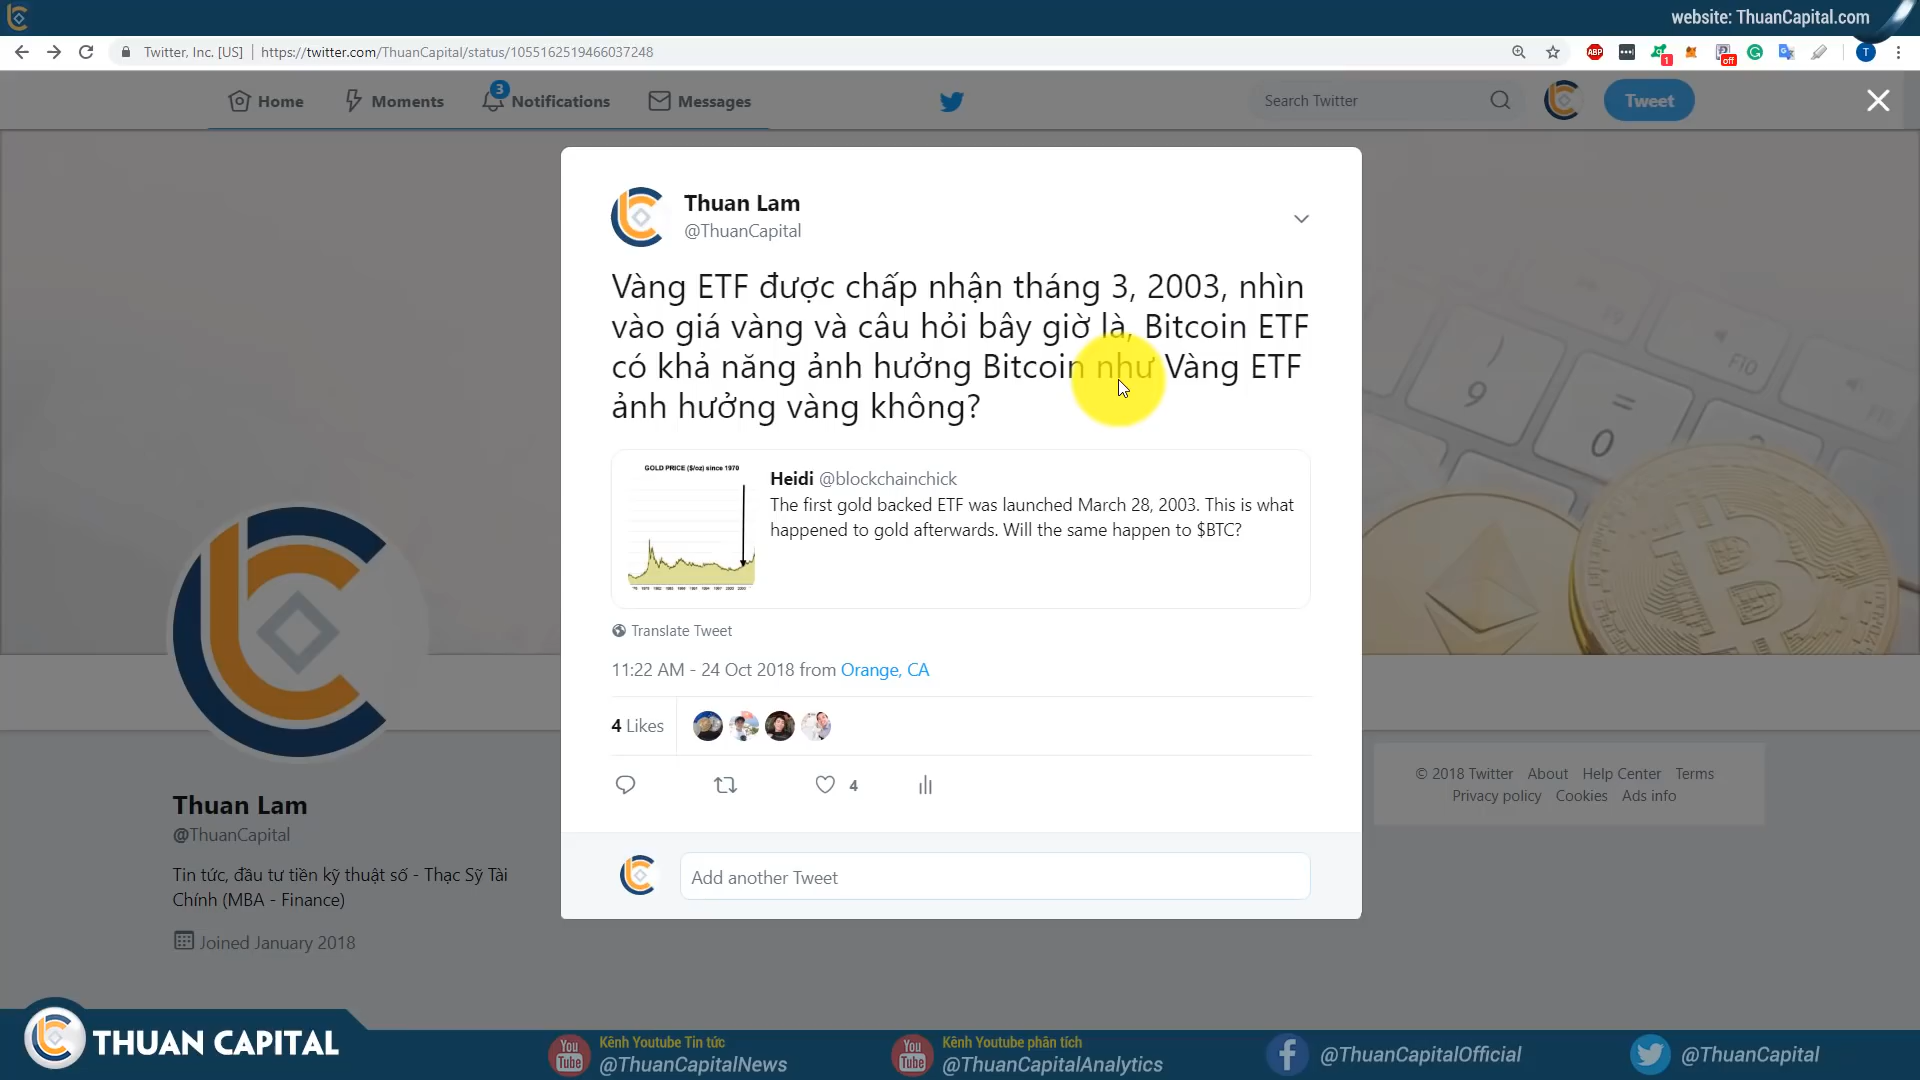 website: ThuanCapital.com
Twitter, Inc. [US] https://twitter.com/ThuanCapital/status/1055162519466037248
ABP
1
off
T
Home
Moments
3
Notifications
Messages
Search Twitter
Tweet
Thuan Lam
@ThuanCapital
Vàng ETF được chấp nhận tháng 3, 2003, nhìn
vào giá vàng và câu hỏi bây giờ là, Bitcoin ETF
có khả năng ảnh hưởng Bitcoin như Vàng ETF
ảnh hưởng vàng không?
GOLD PRICE ($/oz) since 1970
Heidi @blockchainchick
The first gold backed ETF was launched March 28, 2003. This is what
happened to gold afterwards. Will the same happen to $BTC?
Translate Tweet
11:22 AM - 24 Oct 2018 from Orange, CA
4 Likes
4
Add another Tweet
Thuan Lam
@ThuanCapital
Tin tức, đầu tư tiền kỹ thuật số - Thạc Sỹ Tài
Chính (MBA - Finance)
Joined January 2018
© 2018 Twitter About Help Center Terms
Privacy policy Cookies Ads info
THUAN CAPITAL
You Tube
Kênh Youtube Tin tức
@ThuanCapitalNews
You Tube
Kênh Youtube phân tích
@ThuanCapitalAnalytics
@ThuanCapitalOfficial
@ThuanCapital